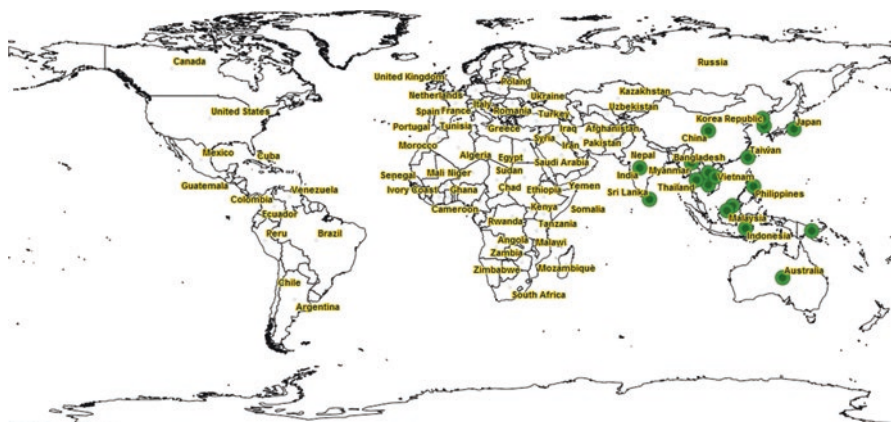 Canada
Russia
United Kingdom
Poland
Netherlands
Ukraine
Kazakhstan
United States
Italy
Romania
Uzbekistan
Spain
France
Turkey
Korea Republic
Japan
Portugal
Tunisia
Greece
Iraq
Afghanistan
China
Syria
Iran
Pakistan
Morocco
Taivan
Mexico
Cuba
Algeria
Egypt
Saudi Arabia
Nepal
Bangladesh
Senegal
Mali
Niger
Sudan
India
Myanmar
Vietnam
Guatemala
Venezuela
Ivory Coast
Ghana
Chad
Ethiopia
Yemen
Sri Lanka
Thailand
Philippines
Colombia
Cameroon
Kenya
Somalia
Ecuador
Rwanda
Tanzania
Malaysia
Peru
Brazil
Angola
Malawi
Indonesia
Zambia
Chile
Zimbabwe
Mozambique
Australia
Argentina
South Africa